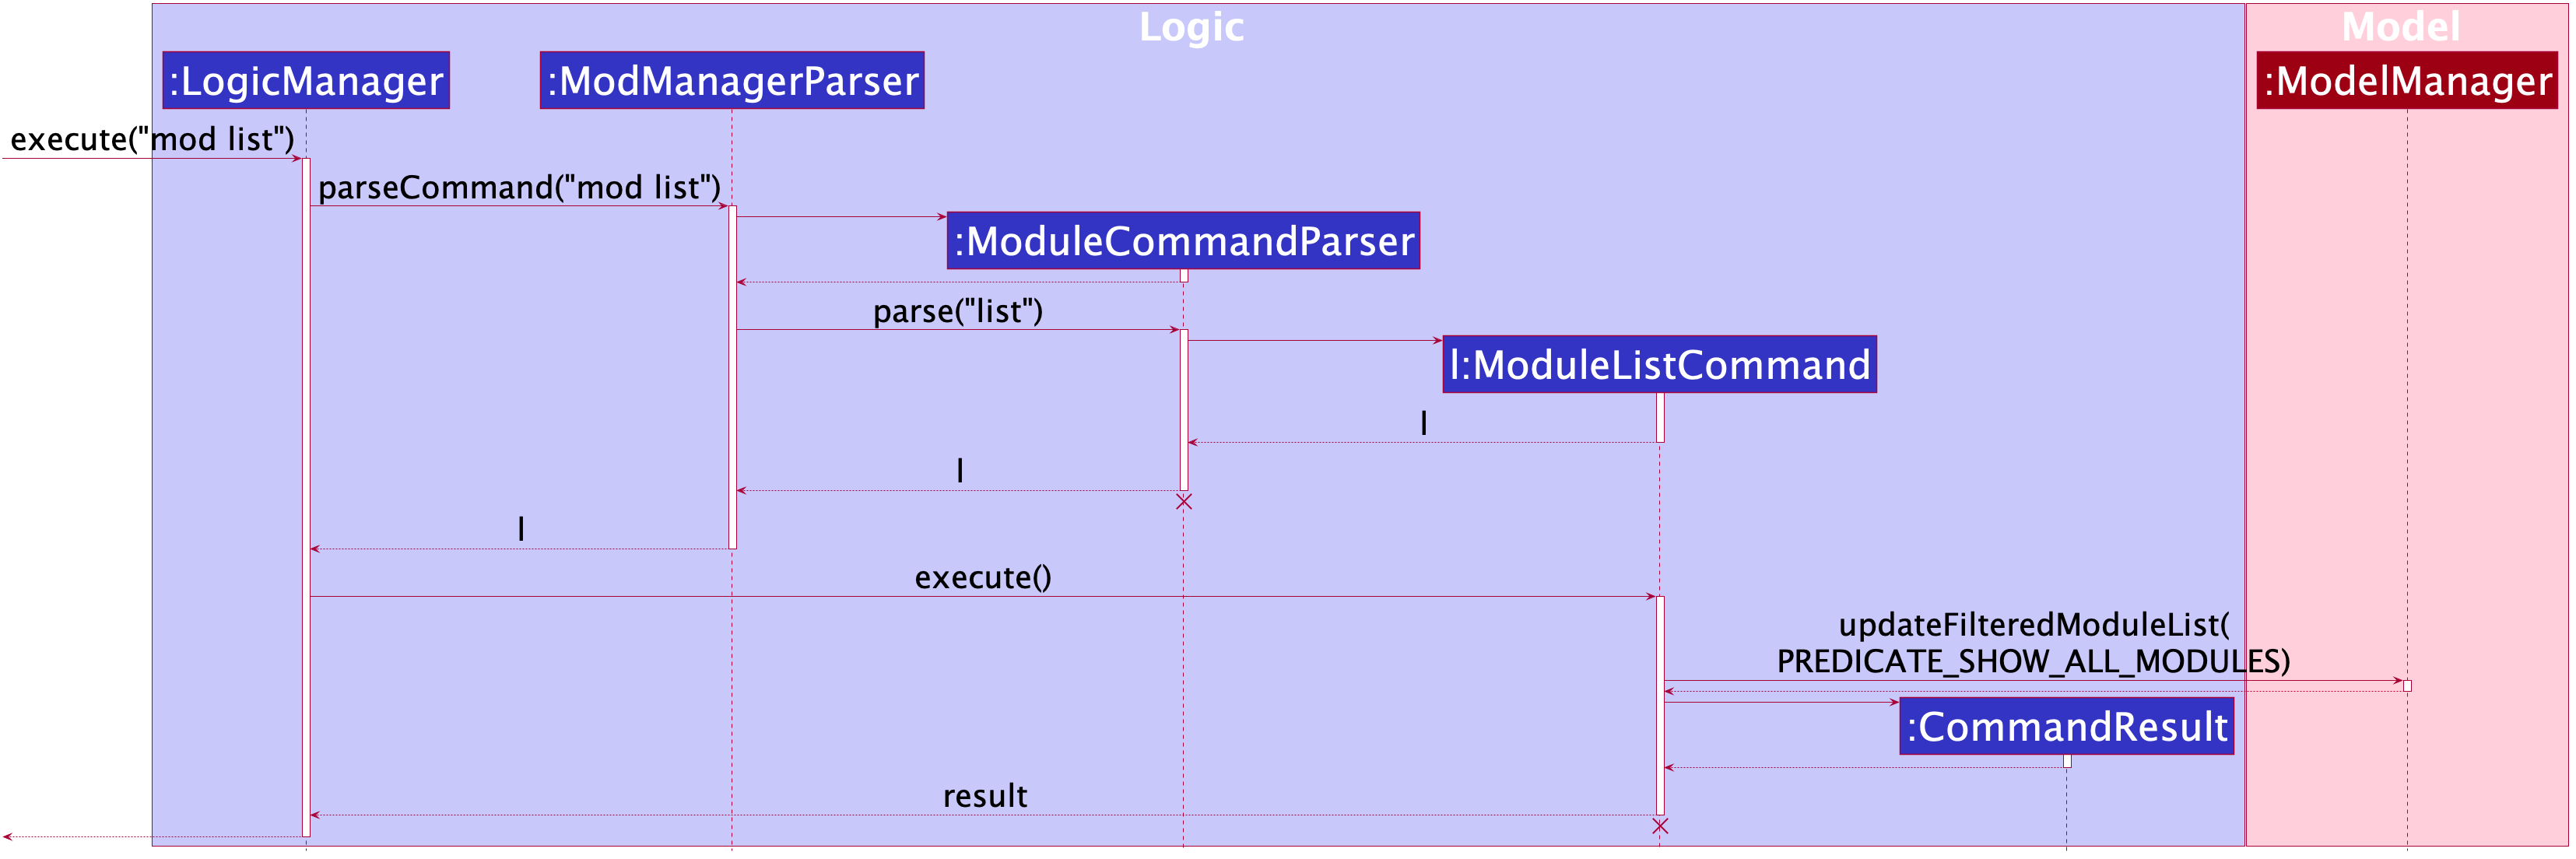 Logic
Model
:LogicManager
:ModManagerParser
:ModelManager
execute("mod list")
parseCommand("mod list")
:ModuleCommandParser
parse("list")
l:ModuleListCommand
l
l
l
execute()
updateFilteredModuleList(
PREDICATE_SHOW_ALL_MODULES)
:CommandResult
result